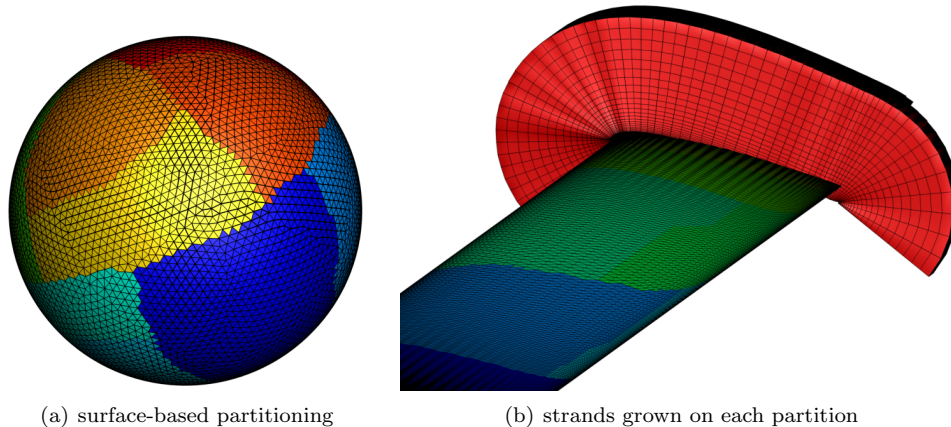 (a) surface-based partitioning
(b) strands grown on each partition